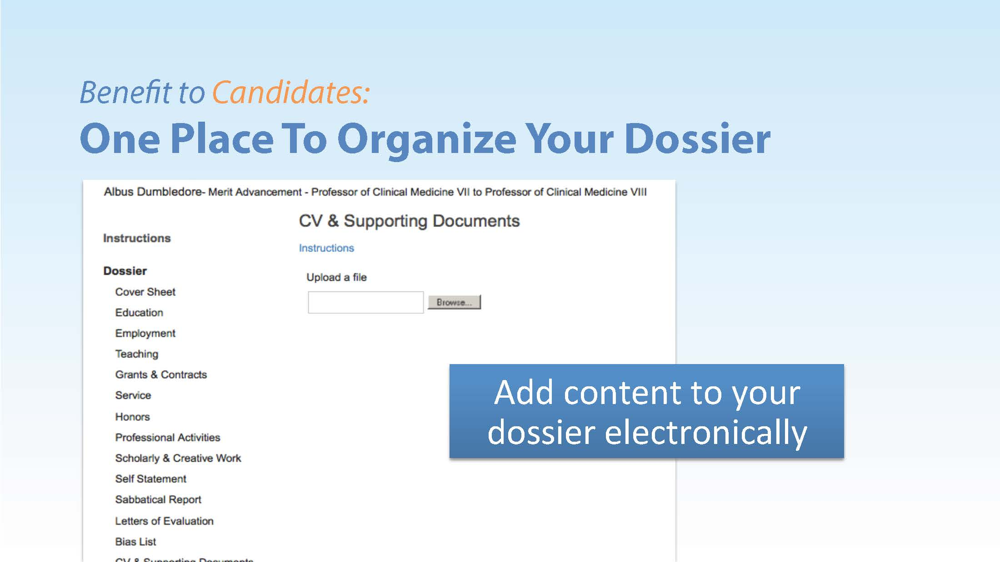 Benefit to Candidates:
One Place To Organize Your Dossier
Albus Dumbledore- Merit Advancement - Professor of Clinical Medicine VII to Professor of Clinical Medicine VIII
CV & Supporting Documents
Instructions
Upload a file
Browse...
Instructions
Dossier
Cover Sheet
Education
Employment
Teaching
Grants & Contracts
Service
Honors
Professional Activities
Scholarly & Creative Work
Self Statement
Sabbatical Report
Letters of Evaluation
Bias List
CV & Supporting Documents
Add content to your
dossier electronically